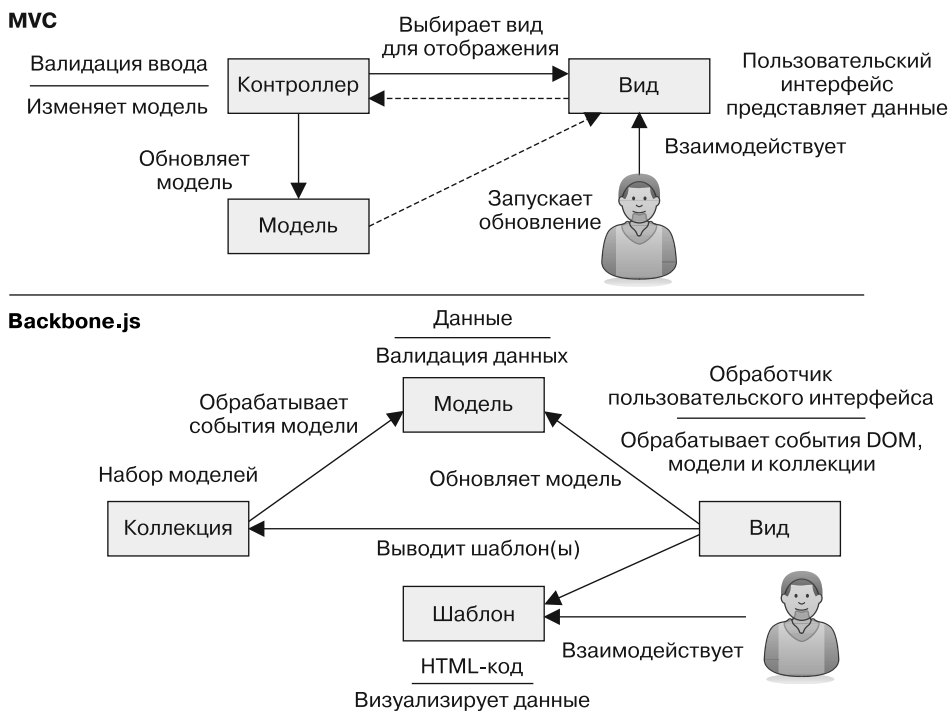 MVC
Выбирает вид
для отображения
Валидация ввода
Изменяет модель
Контроллер
Вид
Пользовательский
интерфейс
представляет данные
Обновляет
модель
Взаимодействует
Модель
Запускает
обновление
Backbone.js
Данные
Валидация данных
Модель
Обработчик
пользовательского интерфейса
Обрабатывает события DOM,
модели и коллекции
Обрабатывает
события модели
Набор моделей
Обновляет модель
Коллекция
Вид
Выводит шаблон(ы)
Шаблон
Взаимодействует
HTML-код
Визуализирует данные